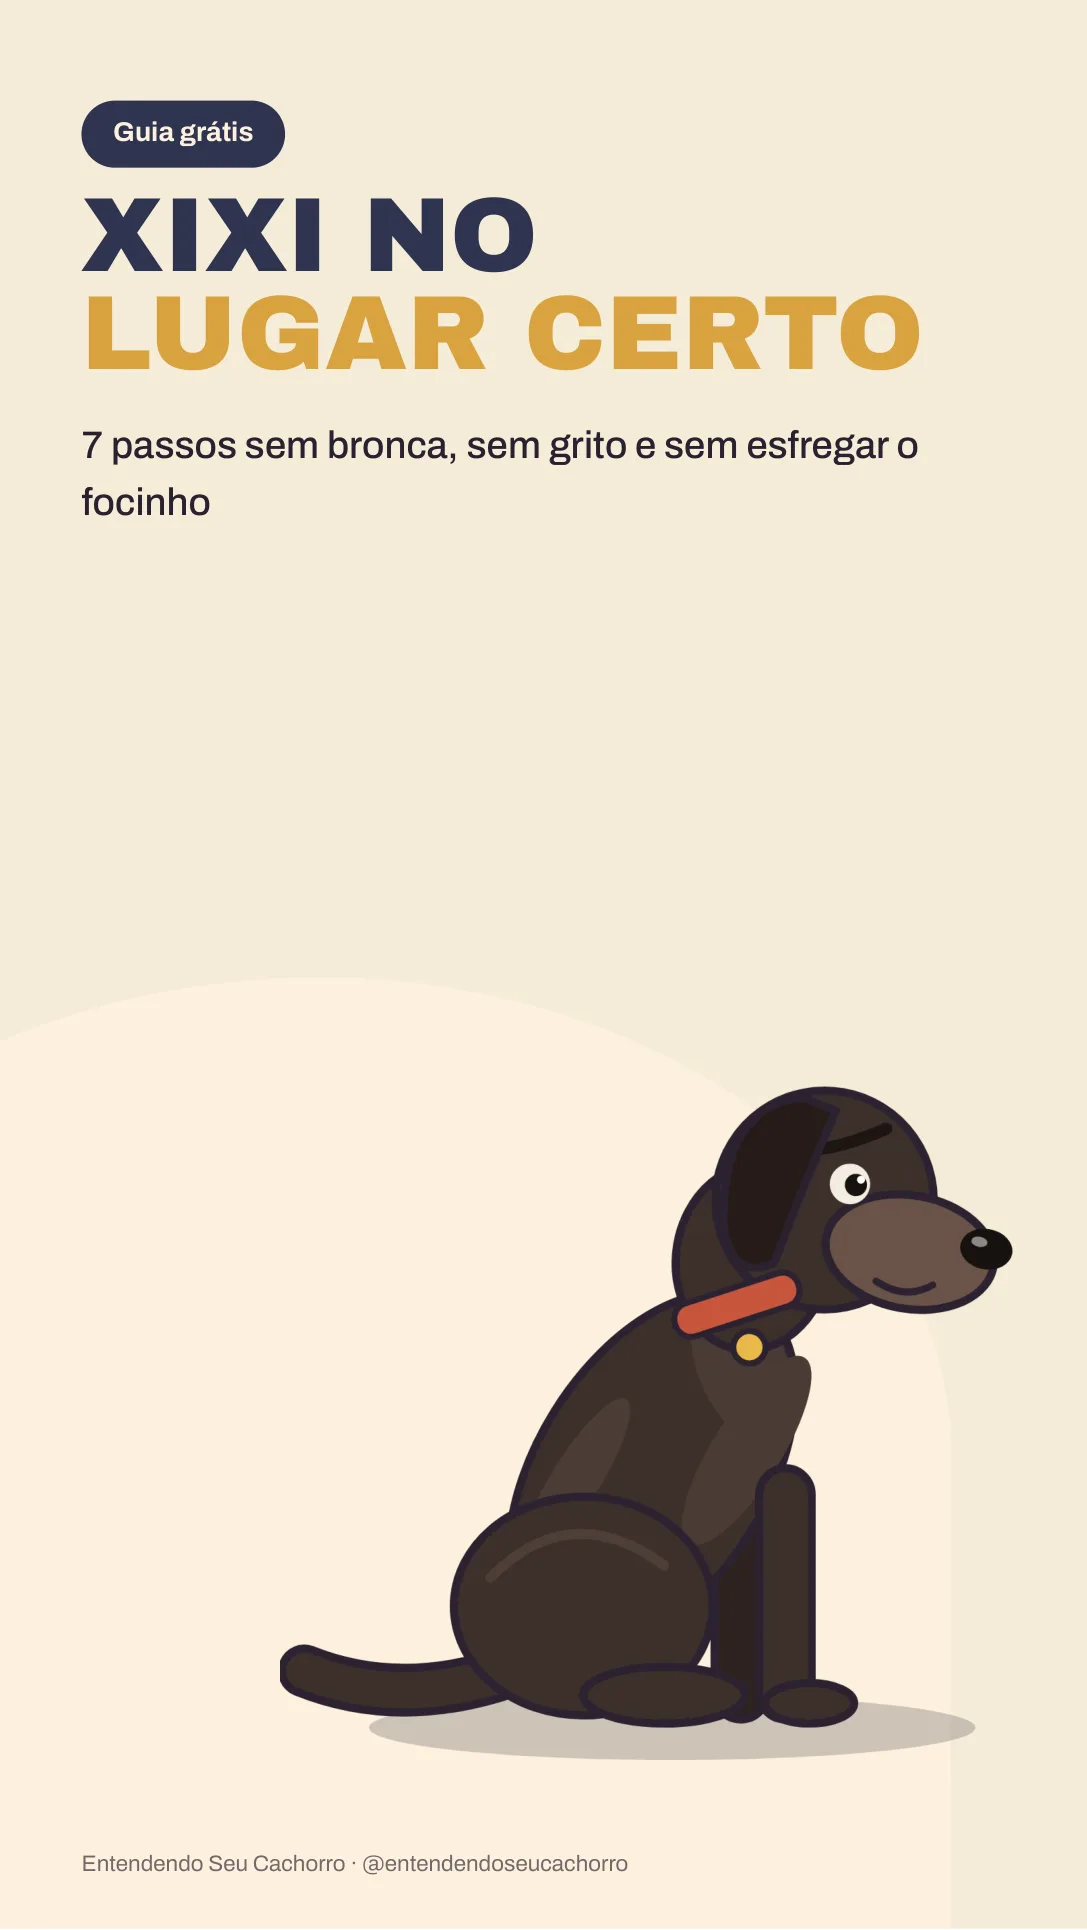 Guia grátis
XIXI NO
LUGAR CERTO
7 passos sem bronca, sem grito e sem esfregar o
focinho
Entendendo Seu Cachorro · @entendendoseucachorro